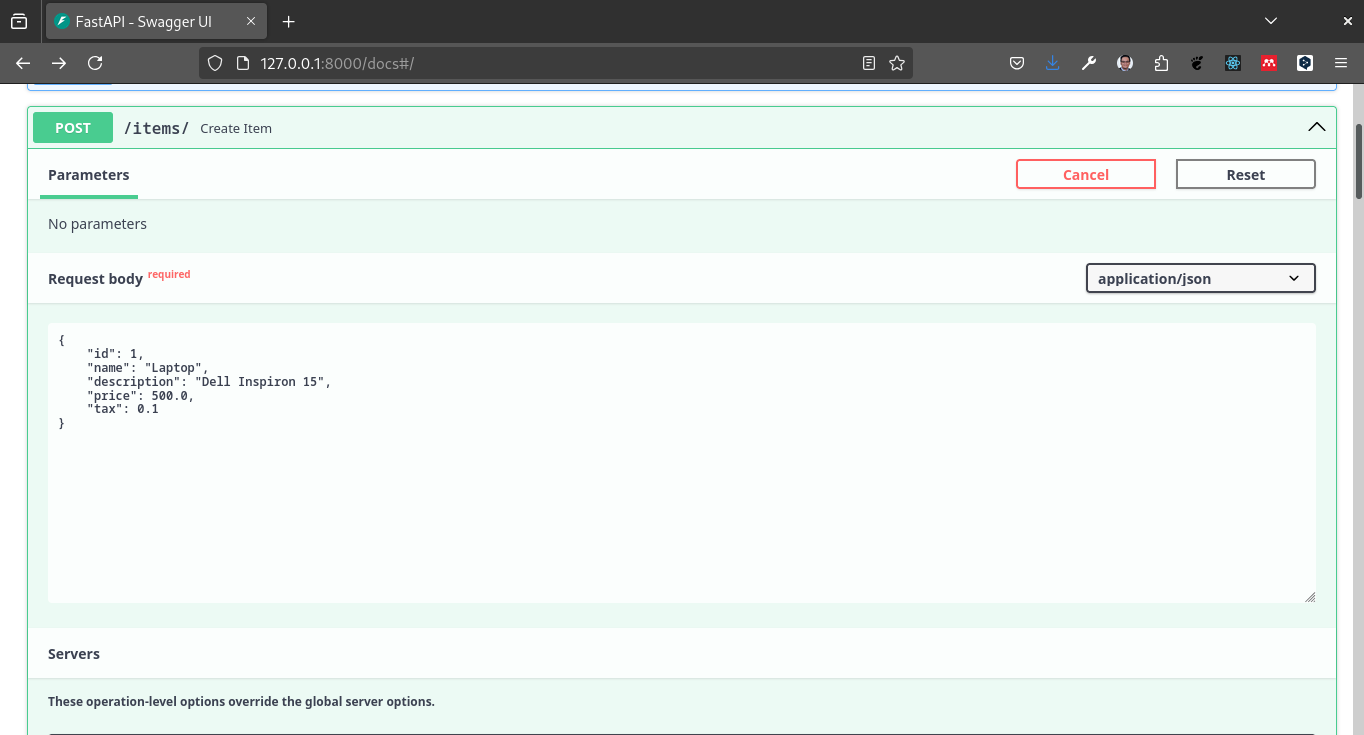 FastAPI - Swagger UI
127.0.0.1:8000/docs#/
POST /items/ Create Item
Parameters Cancel Reset
No parameters
Request body required application/json
{
    "id": 1,
    "name": "Laptop",
    "description": "Dell Inspiron 15",
    "price": 500.0,
    "tax": 0.1
}
Servers
These operation-level options override the global server options.